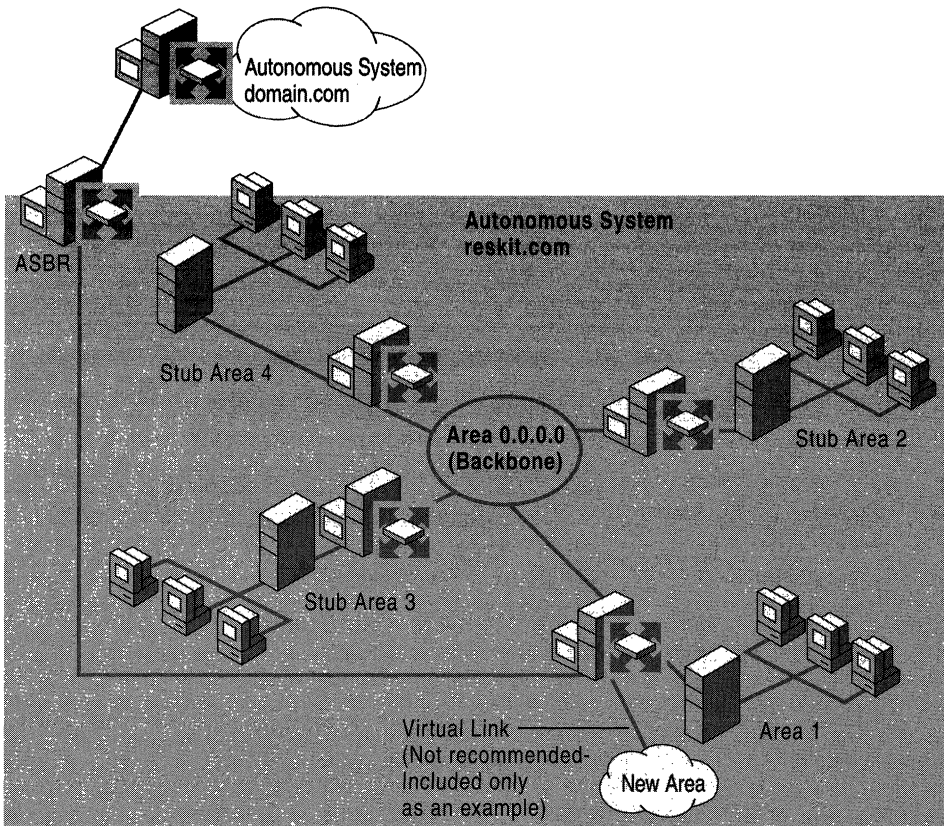 Autonomous System
domain.com
Autonomous System
reskit.com
ASBR
Stub Area 4
Area 0.0.0.0
(Backbone)
Stub Area 2
Stub Area 3
Virtual Link
(Not recommended-
Included only
as an example)
Area 1
New Area